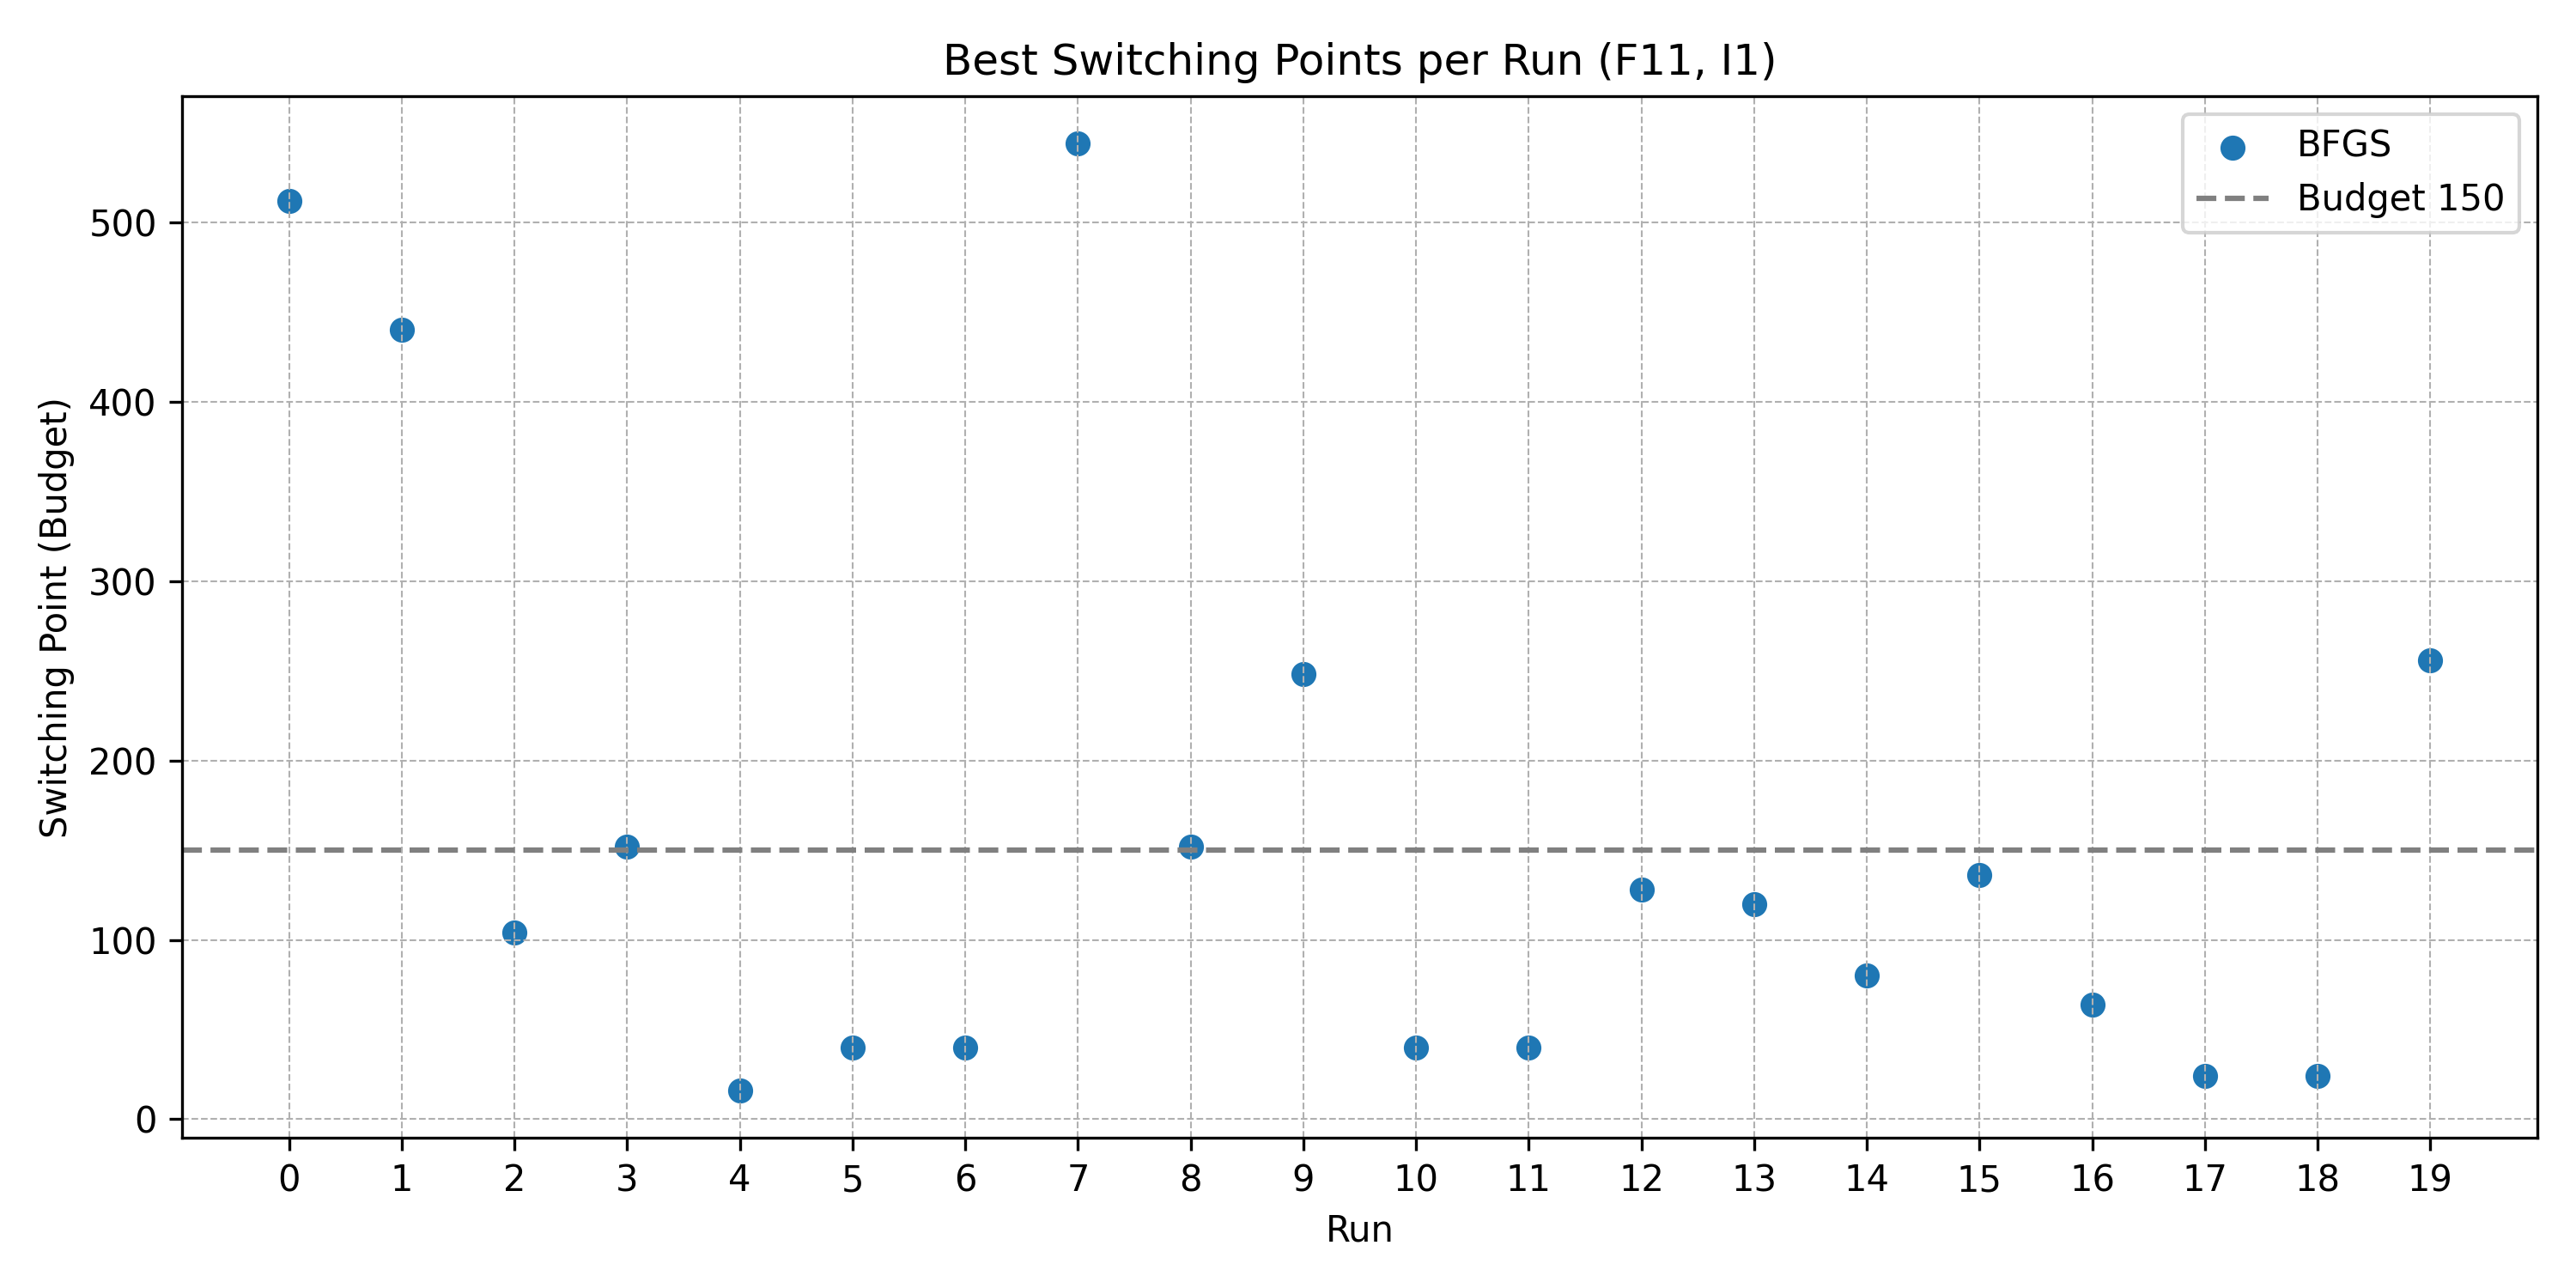 Best Switching Points per Run (F11, I1)
BFGS
Budget 150
Switching Point (Budget)
500
400
300
200
100
0
0 1 2 3 4 5 6 7 8 9 10 11 12 13 14 15 16 17 18 19
Run